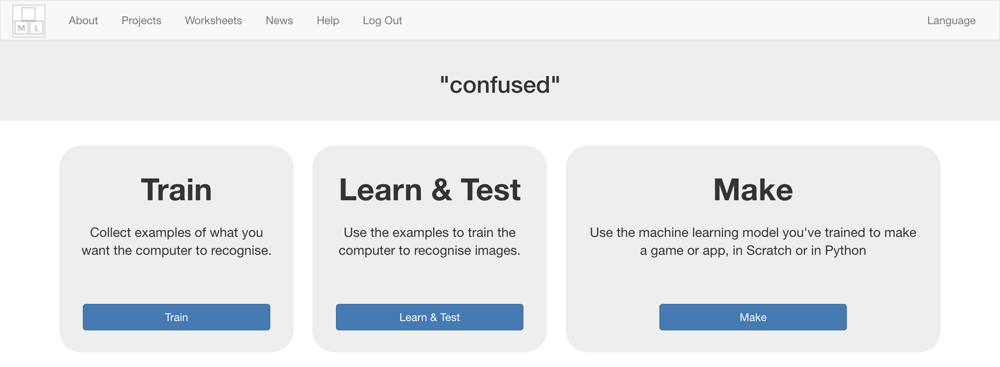 M L
About
Projects
Worksheets
News
Help
Log Out
Language
"confused"
Train
Collect examples of what you
want the computer to recognise.
Train
Learn & Test
Use the examples to train the
computer to recognise images.
Learn & Test
Make
Use the machine learning model you've trained to make
a game or app, in Scratch or in Python
Make